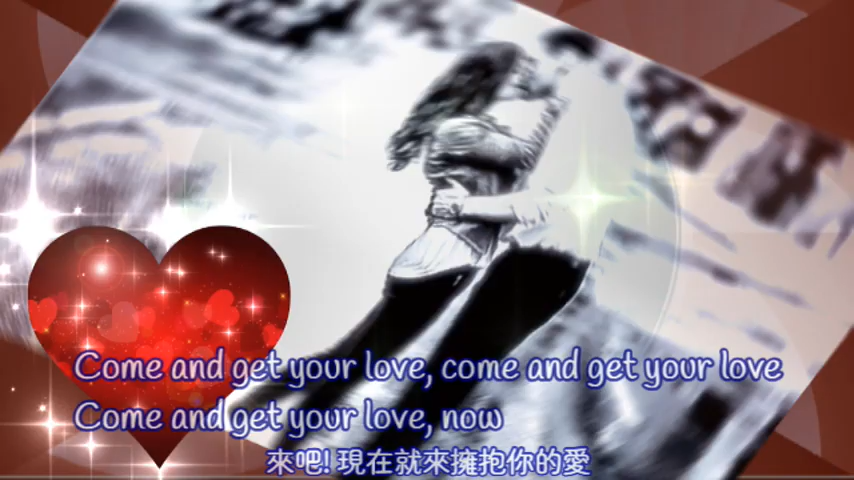 Come and get your love, come and get your love
Come and get your love, now
來吧! 現在就來擁抱你的愛